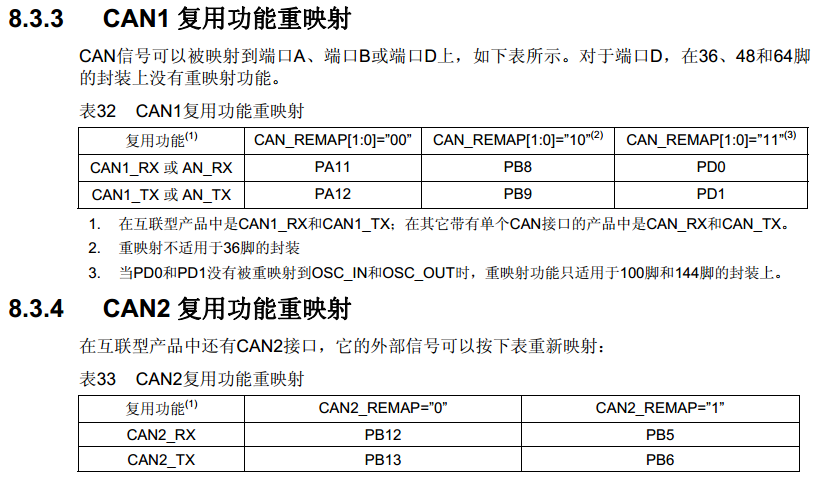 8.3.3 CAN1 复用功能重映射
CAN信号可以被映射到端口A、端口B或端口D上，如下表所示。对于端口D，在36、48和64脚
的封装上没有重映射功能。
表32 CAN1复用功能重映射
复用功能(1) CAN_REMAP[1:0]=”00” CAN_REMAP[1:0]=”10”(2) CAN_REMAP[1:0]=”11”(3)
CAN1_RX 或 AN_RX PA11 PB8 PD0
CAN1_TX 或 AN_TX PA12 PB9 PD1
1. 在互联型产品中是CAN1_RX和CAN1_TX；在其它带有单个CAN接口的产品中是CAN_RX和CAN_TX。
2. 重映射不适用于36脚的封装
3. 当PD0和PD1没有被重映射到OSC_IN和OSC_OUT时，重映射功能只适用于100脚和144脚的封装上。
8.3.4 CAN2 复用功能重映射
在互联型产品中还有CAN2接口，它的外部信号可以按下表重新映射：
表33 CAN2复用功能重映射
复用功能(1) CAN2_REMAP=”0” CAN2_REMAP=”1”
CAN2_RX PB12 PB5
CAN2_TX PB13 PB6